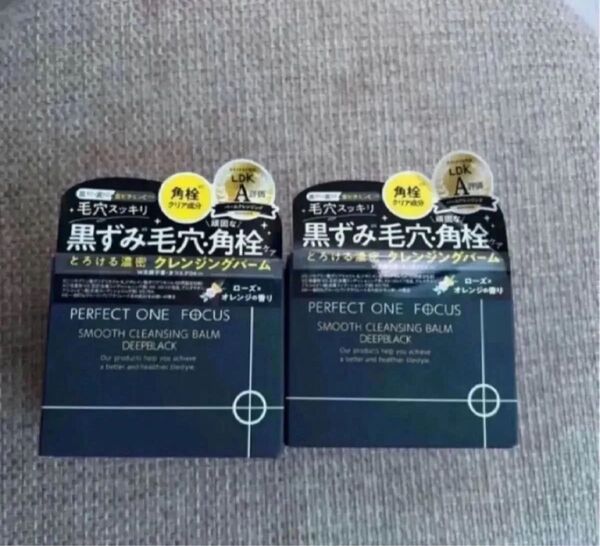 毛穴スッキリ
角栓
クリア成分
LDK
A評価
頑固な
黒ずみ毛穴・角栓ケア
とろける濃密 クレンジングバーム
ローズ×
オレンジの香り
PERFECT ONE FOCUS
SMOOTH CLEANSING BALM
DEEPBLACK
Our products help you achieve
a better and healthier lifestyle.
毛穴スッキリ
角栓
クリア成分
LDK
A評価
頑固な
黒ずみ毛穴・角栓ケア
とろける濃密 クレンジングバーム
ローズ×
オレンジの香り
PERFECT ONE FOCUS
SMOOTH CLEANSING BALM
DEEPBLACK
Our products help you achieve
a better and healthier lifestyle.